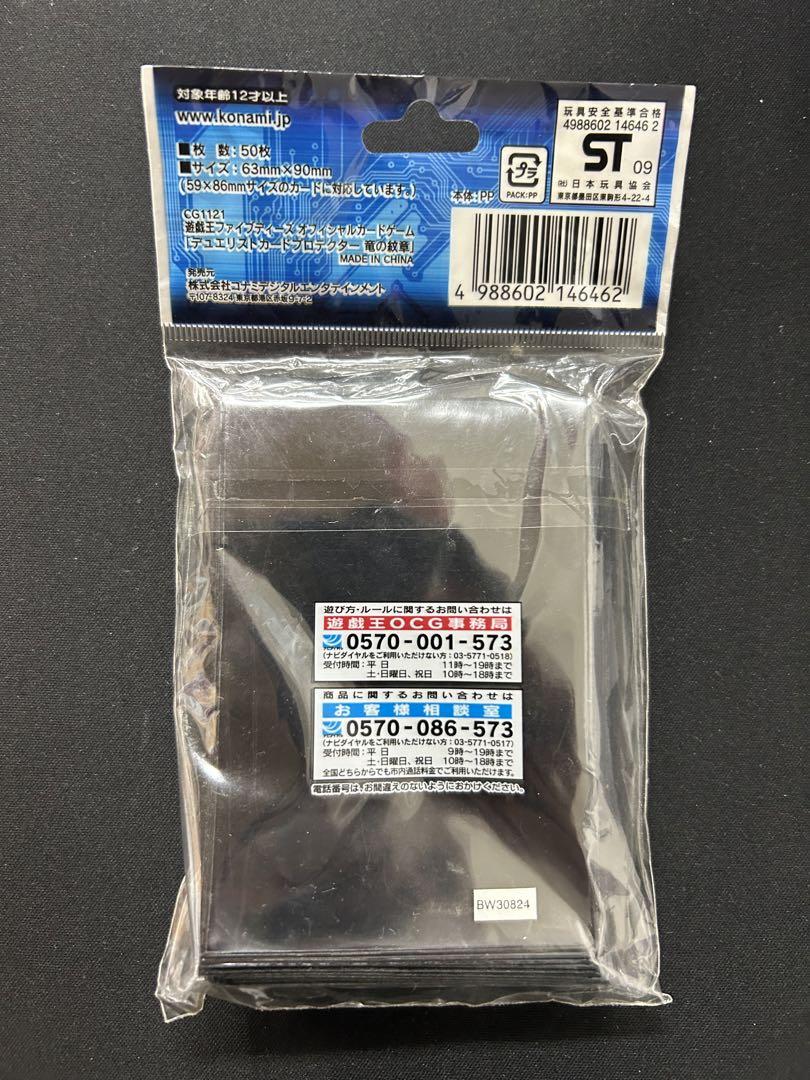 対象年齢12才以上
www.konami.jp
■枚 数:50枚
■サイズ:63mm×90mm
(59×86mmサイズのカードに対応しています。)
本体:PP
プラ
PACK:PP
玩具安全基準合格
4988602 14646 2
ST 09
(社)日本玩具協会
東京都墨田区東駒形4-22-4
CG1121
遊戯王ファイブディーズ オフィシャルカードゲーム
「デュエリストカードプロテクター 竜の紋章」
MADE IN CHINA
発売元
株式会社コナミデジタルエンタテインメント
〒107-8324 東京都港区赤坂9-7-2
4 988602 146462
遊び方・ルールに関するお問い合わせは
遊戯王OCG事務局
0570-001-573
(ナビダイヤルをご利用いただけない方:03-5771-0518)
受付時間:平 日 11時～19時まで
土・日曜日、祝日 10時～18時まで
商品に関するお問い合わせは
お客様相談室
0570-086-573
(ナビダイヤルをご利用いただけない方:03-5771-0517)
受付時間:平 日 9時～19時まで
土・日曜日、祝日 10時～18時まで
全国どちらからでも市内通話料金でご利用いただけます。
電話番号は、お間違えのないようにおかけください。
BW30824